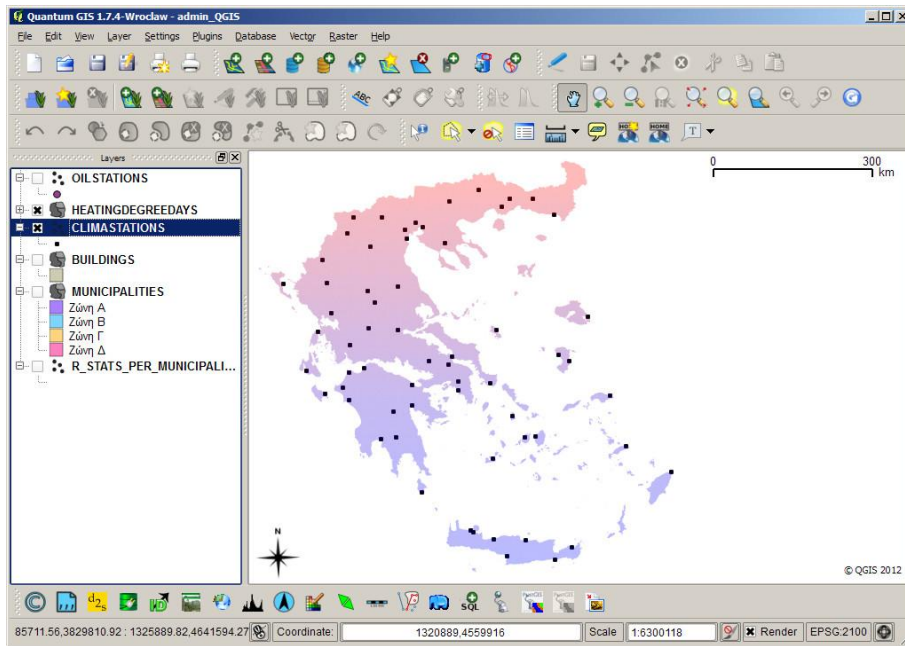 Quantum GIS 1.7.4-Wroclaw - admin_QGIS
File Edit View Layer Settings Plugins Database Vector Raster Help
ABC
T
Layers
OILSTATIONS
HEATINGDEGREEDAYS
CLIMASTATIONS
BUILDINGS
MUNICIPALITIES
Ζώνη Α
Ζώνη Β
Ζώνη Γ
Ζώνη Δ
R_STATS_PER_MUNICIPALI...
0 300
km
N
© QGIS 2012
d2s
SQL
85711.56,3829810.92 : 1325889.82,4641594.27 Coordinate: 1320889,4559916 Scale 1:6300118 Render EPSG:2100